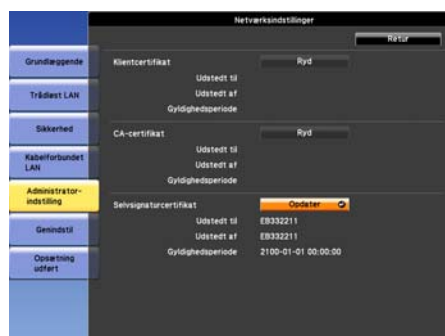 Netværksindstillinger
Retur
Grundlæggende
Trådløst LAN
Sikkerhed
Kabelforbundet
LAN
Administrator-
indstilling
Genindstil
Opsætning
udført
Klientcertifikat Ryd
Udstedt til
Udstedt af
Gyldighedsperiode
CA-certifikat Ryd
Udstedt til
Udstedt af
Gyldighedsperiode
Selvsignaturcertifikat Opdater
Udstedt til EB332211
Udstedt af EB332211
Gyldighedsperiode 2100-01-01 00:00:00